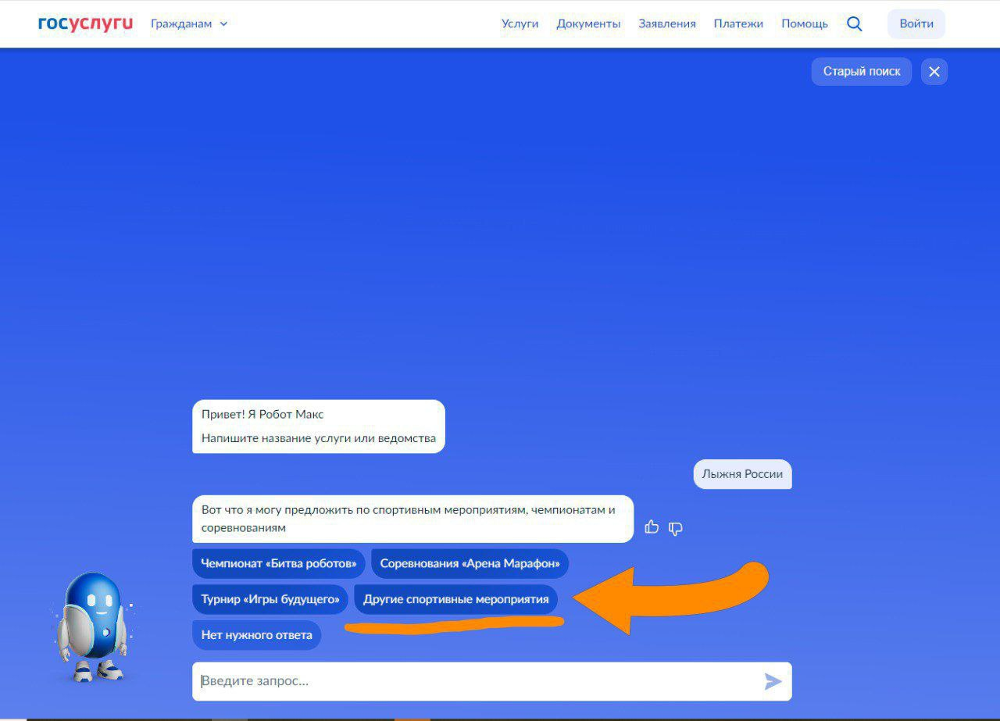 госуслуги Гражданам Услуги Документы Заявления Платежи Помощь Войти
Старый поиск
Привет! Я Робот Макс
Напишите название услуги или ведомства
Лыжня России
Вот что я могу предложить по спортивным мероприятиям, чемпионатам и
соревнованиям
Чемпионат «Битва роботов» Соревнования «Арена Марафон»
Турнир «Игры будущего» Другие спортивные мероприятия
Нет нужного ответа
Введите запрос...